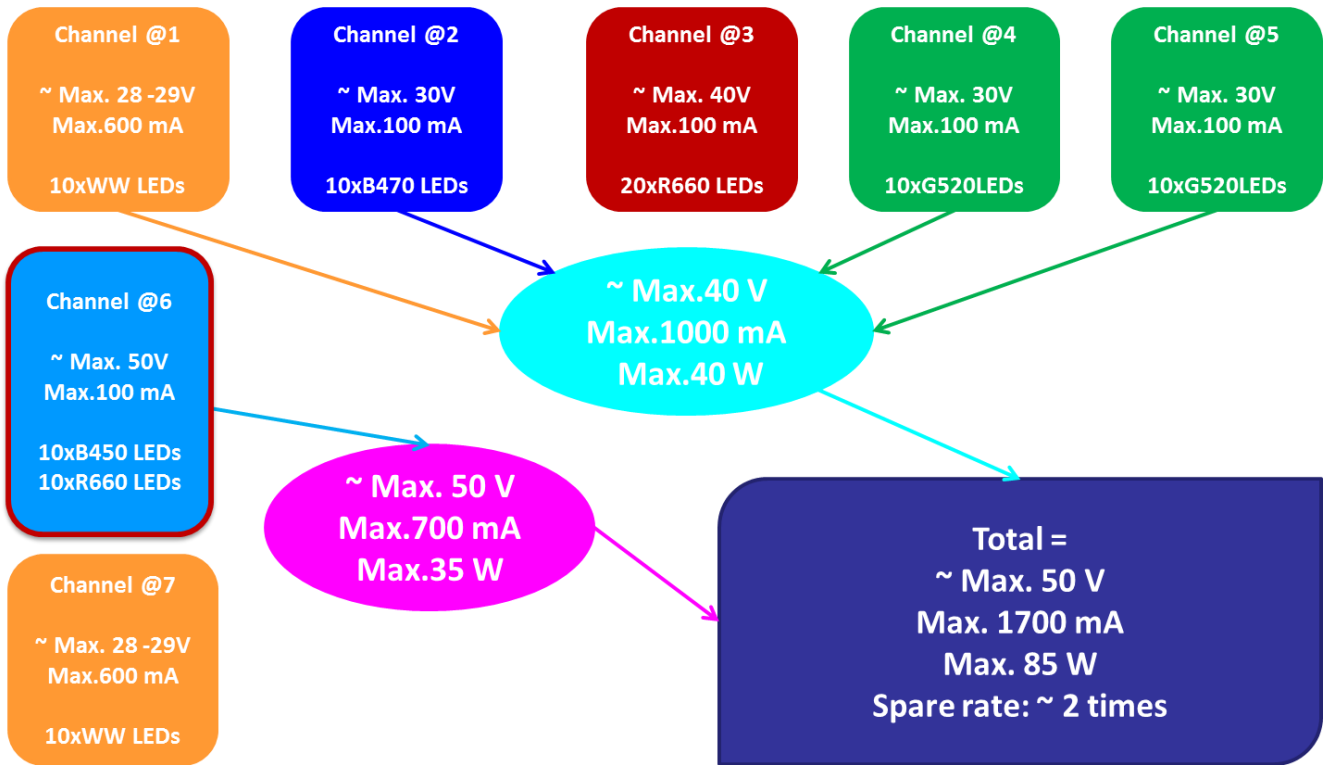 Channel @1
~ Max. 28 -29V
Max.600 mA
10xWW LEDs
Channel @2
~ Max. 30V
Max.100 mA
10xB470 LEDs
Channel @3
~ Max. 40V
Max.100 mA
20xR660 LEDs
Channel @4
~ Max. 30V
Max.100 mA
10xG520LEDs
Channel @5
~ Max. 30V
Max.100 mA
10xG520LEDs
~ Max.40 V
Max.1000 mA
Max.40 W
Channel @6
~ Max. 50V
Max.100 mA
10xB450 LEDs
10xR660 LEDs
~ Max. 50 V
Max.700 mA
Max.35 W
Channel @7
~ Max. 28 -29V
Max.600 mA
10xWW LEDs
Total =
~ Max. 50 V
Max. 1700 mA
Max. 85 W
Spare rate: ~ 2 times